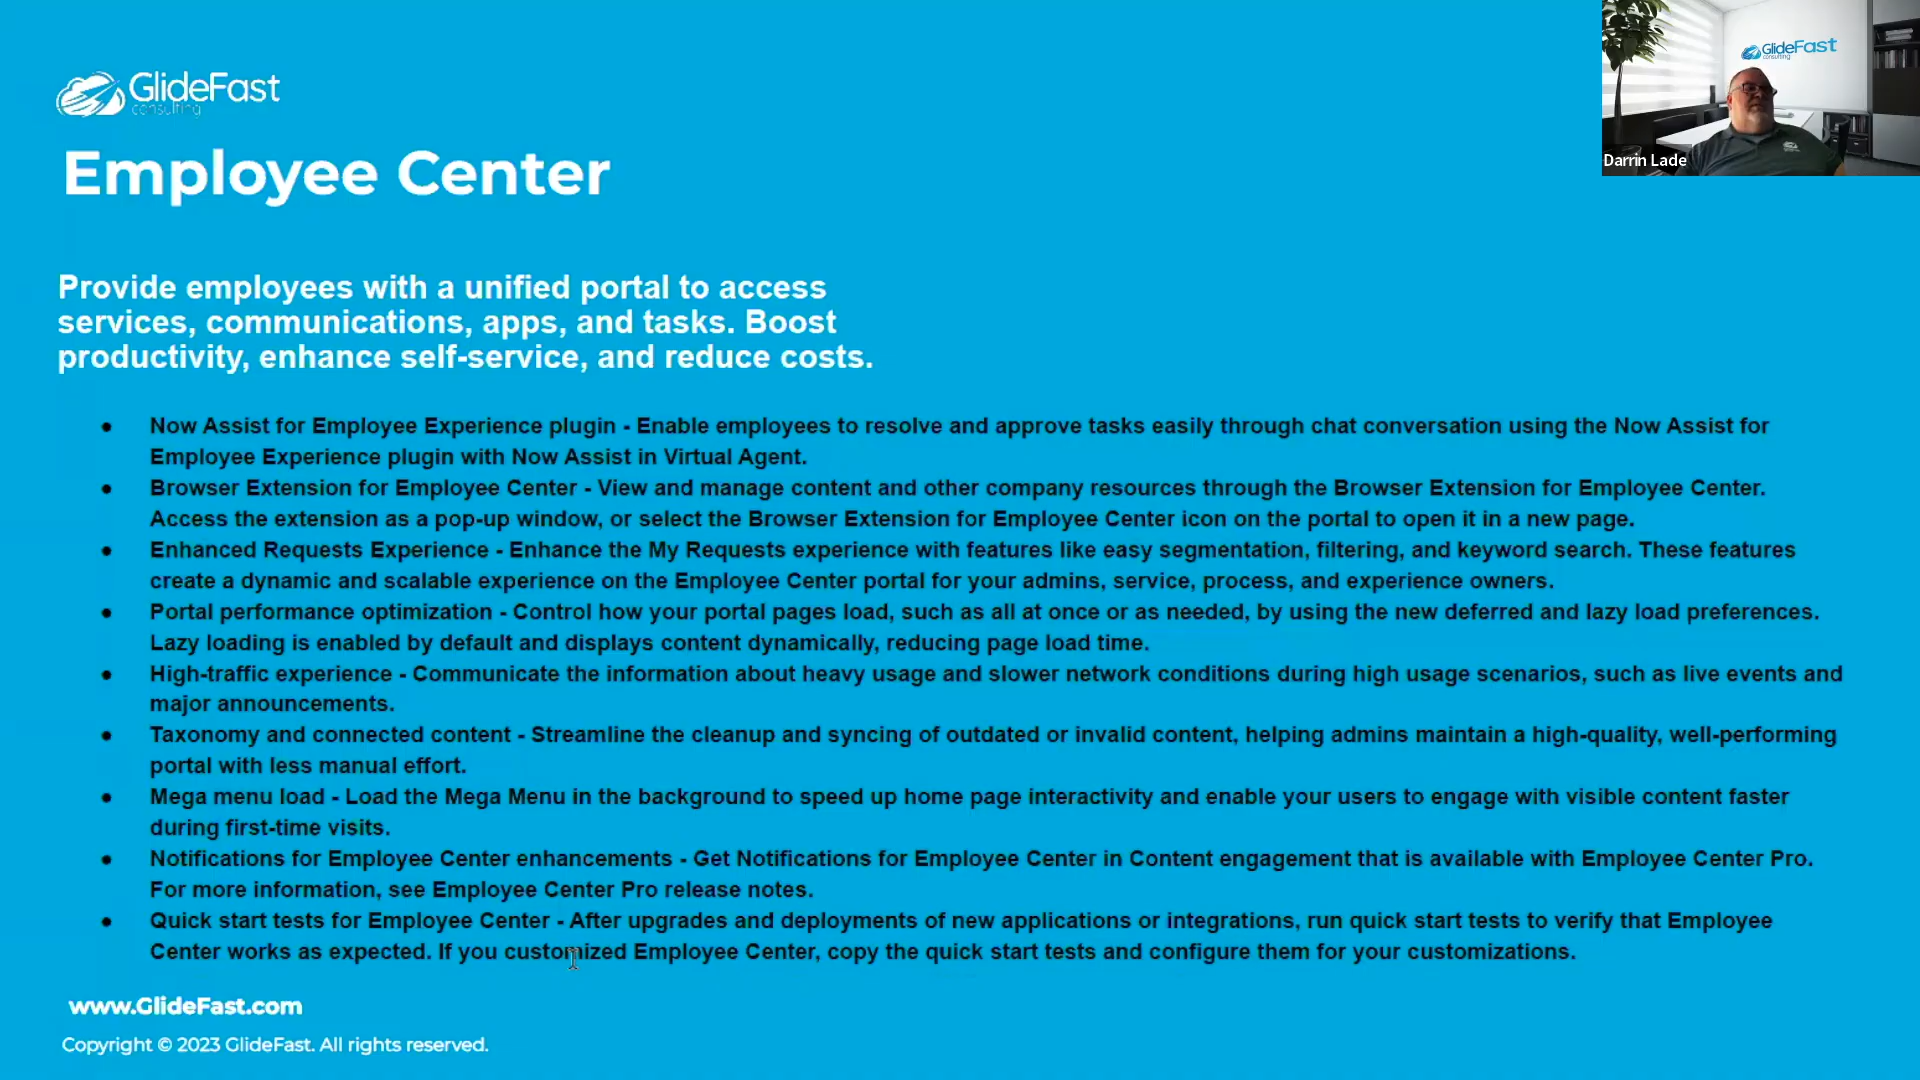 GlideFast
consulting
GlideFast
consulting
Darrin Lade
Employee Center
Provide employees with a unified portal to access
services, communications, apps, and tasks. Boost
productivity, enhance self-service, and reduce costs.
• Now Assist for Employee Experience plugin - Enable employees to resolve and approve tasks easily through chat conversation using the Now Assist for
Employee Experience plugin with Now Assist in Virtual Agent.
• Browser Extension for Employee Center - View and manage content and other company resources through the Browser Extension for Employee Center.
Access the extension as a pop-up window, or select the Browser Extension for Employee Center icon on the portal to open it in a new page.
• Enhanced Requests Experience - Enhance the My Requests experience with features like easy segmentation, filtering, and keyword search. These features
create a dynamic and scalable experience on the Employee Center portal for your admins, service, process, and experience owners.
• Portal performance optimization - Control how your portal pages load, such as all at once or as needed, by using the new deferred and lazy load preferences.
Lazy loading is enabled by default and displays content dynamically, reducing page load time.
• High-traffic experience - Communicate the information about heavy usage and slower network conditions during high usage scenarios, such as live events and
major announcements.
• Taxonomy and connected content - Streamline the cleanup and syncing of outdated or invalid content, helping admins maintain a high-quality, well-performing
portal with less manual effort.
• Mega menu load - Load the Mega Menu in the background to speed up home page interactivity and enable your users to engage with visible content faster
during first-time visits.
• Notifications for Employee Center enhancements - Get Notifications for Employee Center in Content engagement that is available with Employee Center Pro.
For more information, see Employee Center Pro release notes.
• Quick start tests for Employee Center - After upgrades and deployments of new applications or integrations, run quick start tests to verify that Employee
Center works as expected. If you customized Employee Center, copy the quick start tests and configure them for your customizations.
www.GlideFast.com
Copyright © 2023 GlideFast. All rights reserved.